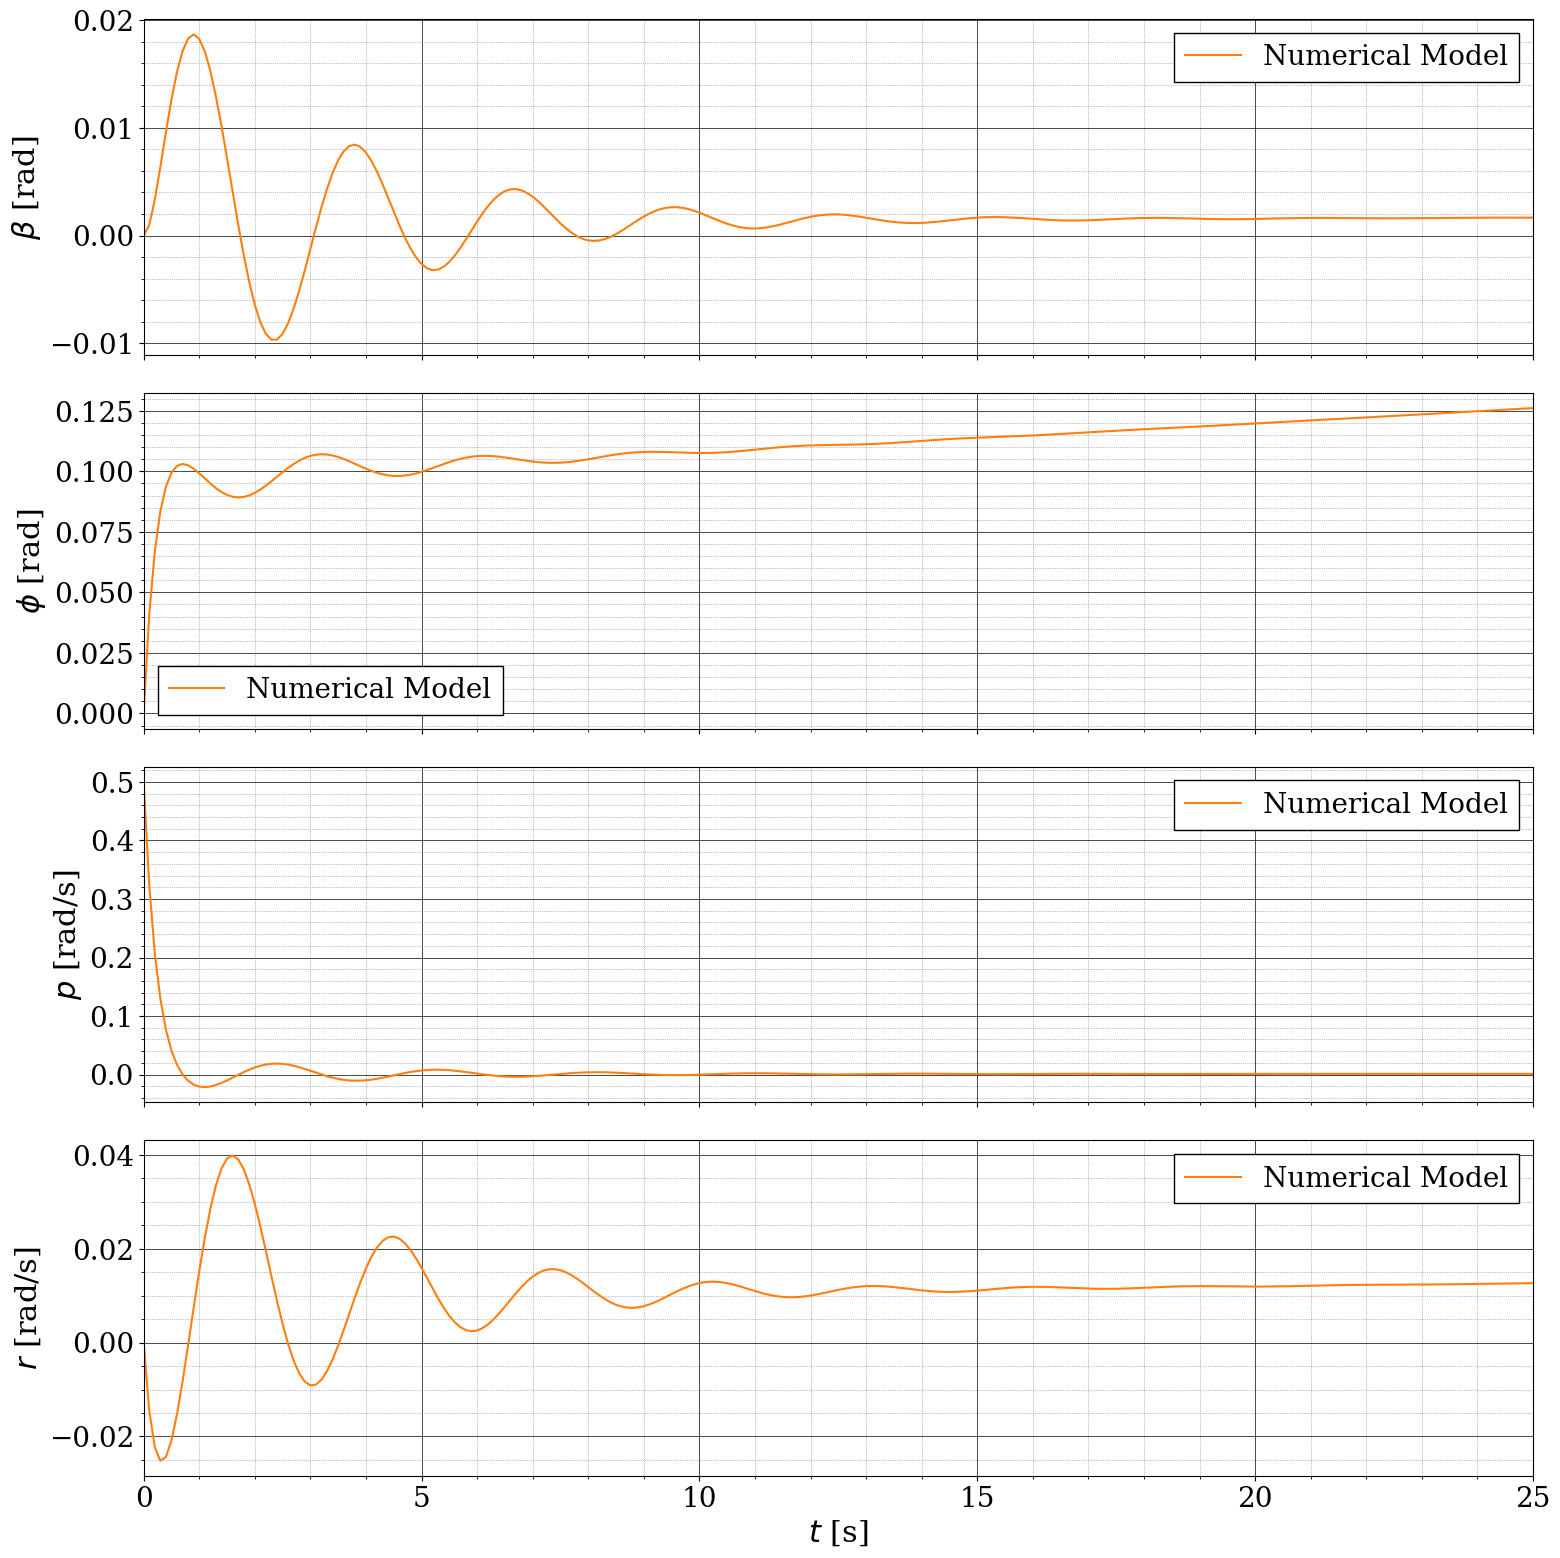 0.02
0.01
0.00
−0.01
β [rad]
Numerical Model
0.125
0.100
0.075
0.050
0.025
0.000
ϕ [rad]
Numerical Model
0.5
0.4
0.3
0.2
0.1
0.0
p [rad/s]
Numerical Model
0.04
0.02
0.00
−0.02
r [rad/s]
Numerical Model
0 5 10 15 20 25
t [s]